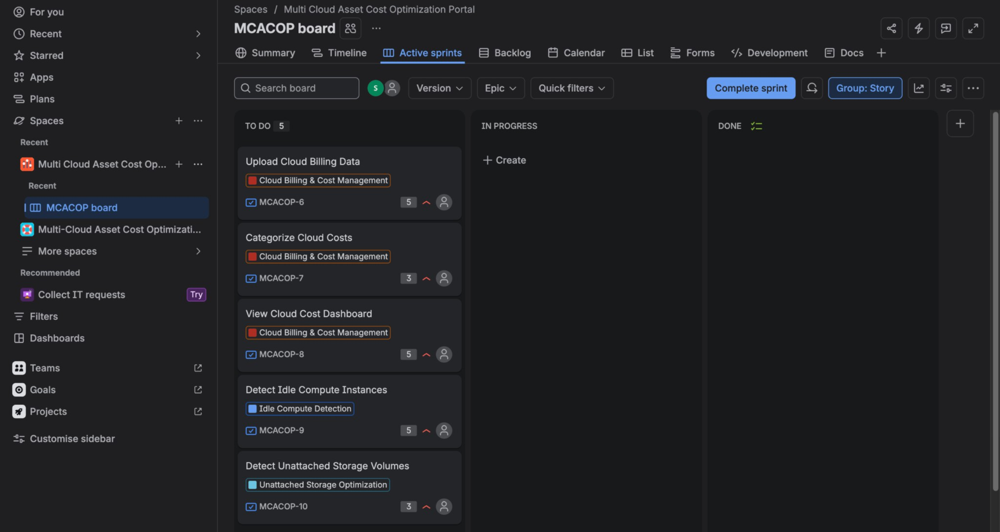 For you
Recent
Starred
Apps
Plans
Spaces
Recent
Multi Cloud Asset Cost Op...
Recent
MCACOP board
Multi-Cloud Asset Cost Optimizati...
More spaces
Recommended
Collect IT requests Try
Filters
Dashboards
Teams
Goals
Projects
Customise sidebar
Spaces / Multi Cloud Asset Cost Optimization Portal
MCACOP board
Summary Timeline Active sprints Backlog Calendar List Forms Development Docs
Search board S Version Epic Quick filters Complete sprint Group: Story
TO DO 5
Upload Cloud Billing Data
Cloud Billing & Cost Management
MCACOP-6 5
Categorize Cloud Costs
Cloud Billing & Cost Management
MCACOP-7 3
View Cloud Cost Dashboard
Cloud Billing & Cost Management
MCACOP-8 5
Detect Idle Compute Instances
Idle Compute Detection
MCACOP-9 5
Detect Unattached Storage Volumes
Unattached Storage Optimization
MCACOP-10 3
IN PROGRESS
Create
DONE